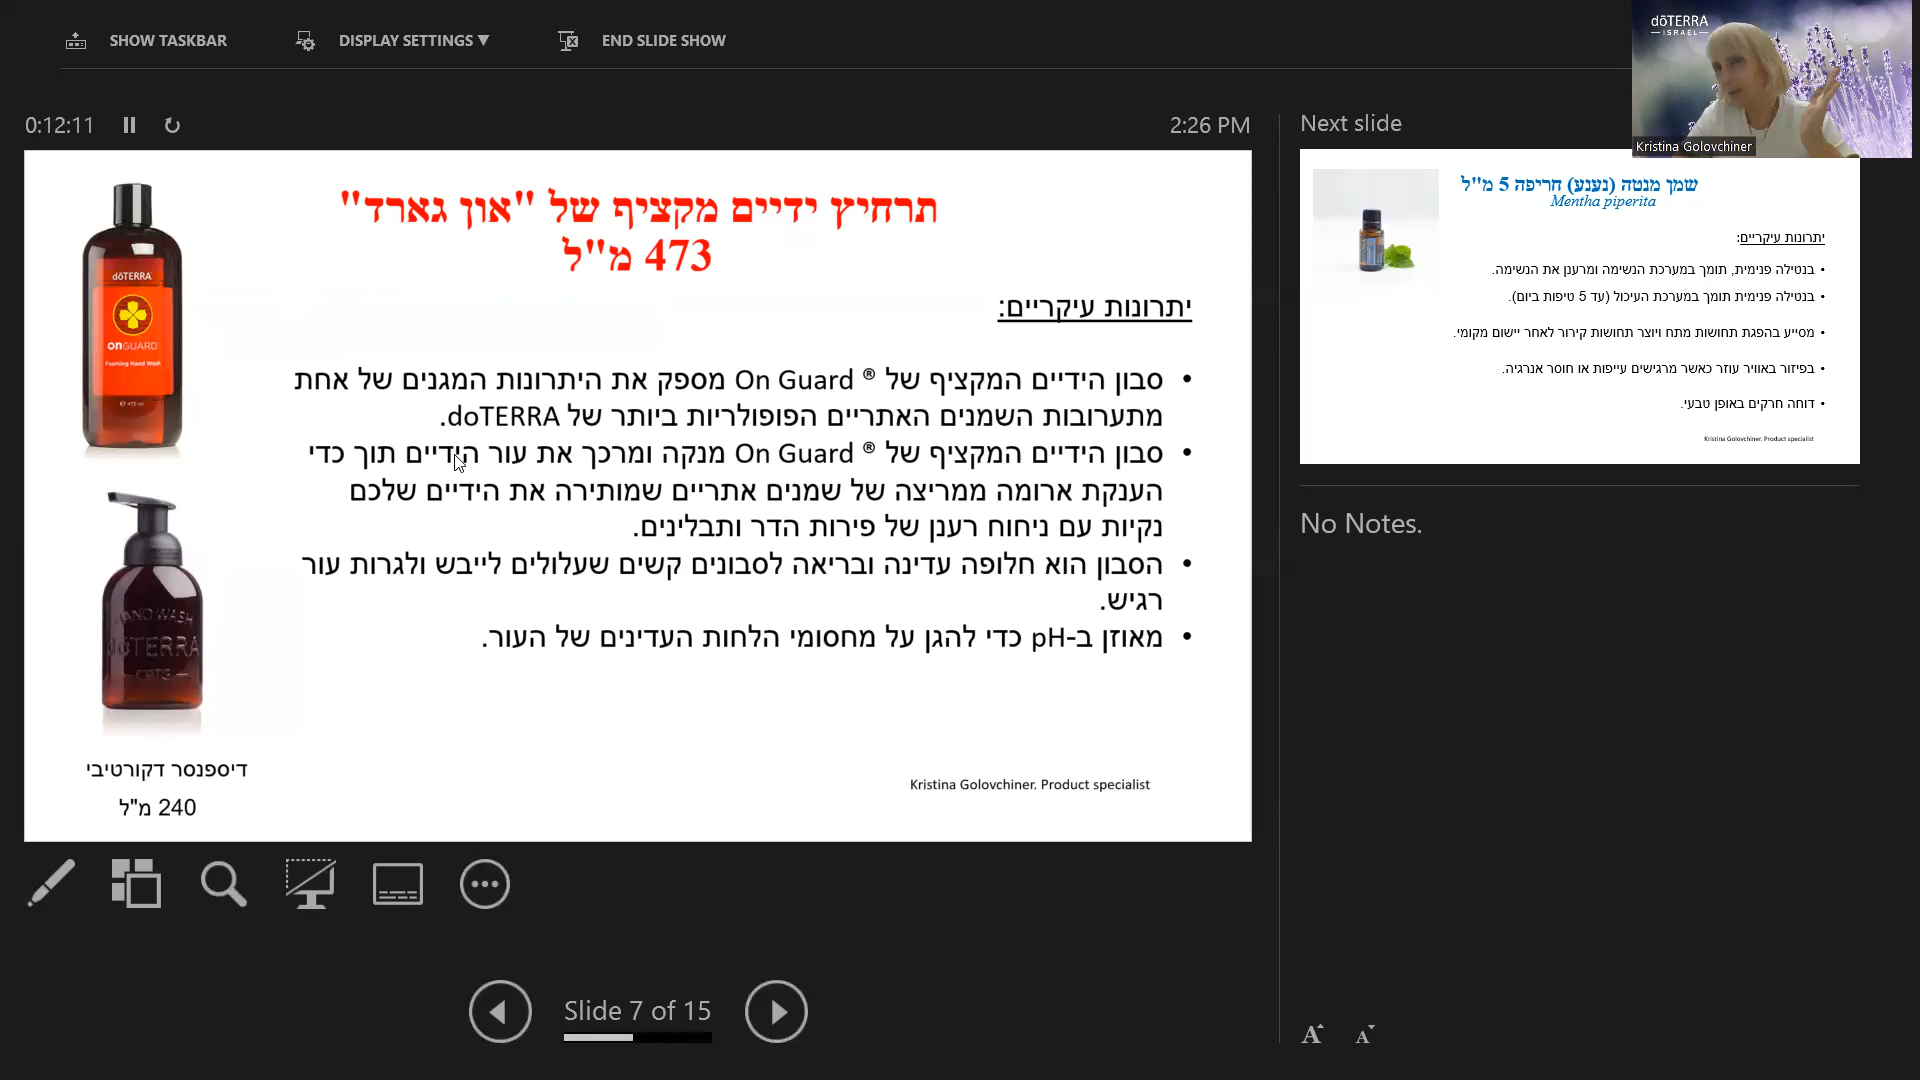 SHOW TASKBAR
DISPLAY SETTINGS ▼
END SLIDE SHOW
0:12:11
2:26 PM
תרחיץ ידיים מקציף של "און גארד"
473 מ"ל
יתרונות עיקריים:
• סבון הידיים המקציף של ® On Guard מספק את היתרונות המגנים של אחת
מתערובות השמנים האתריים הפופולריות ביותר של doTERRA.
• סבון הידיים המקציף של ® On Guard מנקה ומרכך את עור הידיים תוך כדי
הענקת ארומה ממריצה של שמנים אתריים שמותירה את הידיים שלכם
נקיות עם ניחוח רענן של פירות הדר ותבלינים.
• הסבון הוא חלופה עדינה ובריאה לסבונים קשים שעלולים לייבש ולגרות עור
רגיש.
• מאוזן ב-pH כדי להגן על מחסומי הלחות העדינים של העור.
dōTERRA
onGUARD
Foaming Hand Wash
℮ 473 ml
HAND WASH
dōTERRA
דיספנסר דקורטיבי
240 מ"ל
Kristina Golovchiner. Product specialist
Slide 7 of 15
Next slide
dōTERRA
ISRAEL
Kristina Golovchiner
שמן מנטה (נענע) חריפה 5 מ"ל
Mentha piperita
יתרונות עיקריים:
• בנטילה פנימית, תומך במערכת הנשימה ומרענן את הנשימה.
• בנטילה פנימית תומך במערכת העיכול (עד 5 טיפות ביום).
• מסייע בהפגת תחושות מתח ויוצר תחושות קירור לאחר יישום מקומי.
• בפיזור באוויר עוזר כאשר מרגישים עייפות או חוסר אנרגיה.
• דוחה חרקים באופן טבעי.
Kristina Golovchiner. Product specialist
No Notes.
A A